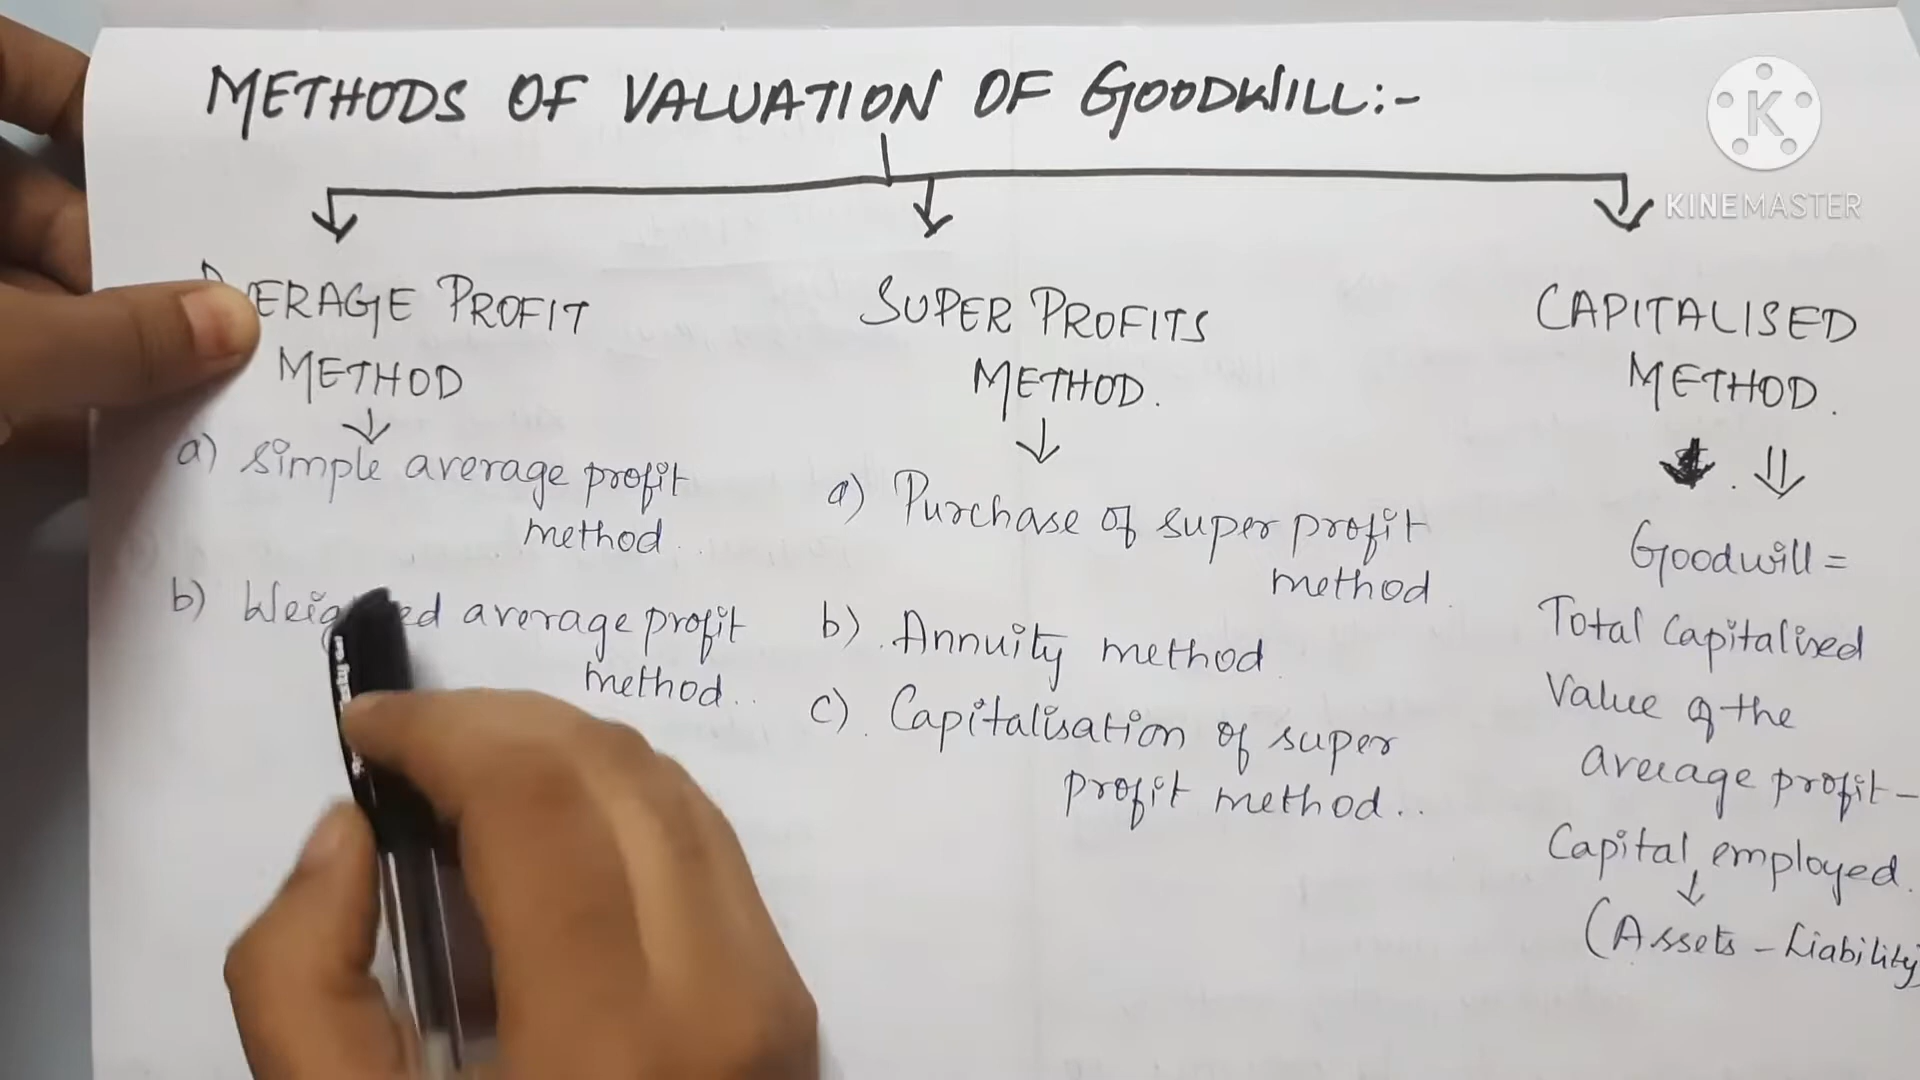 METHODS OF VALUATION OF GOODWILL:-
K
KINEMASTER
AVERAGE PROFIT
METHOD
a) Simple average profit
method.
b) Weighted average profit
method..
SUPER PROFITS
METHOD.
a) Purchase of super profit
method.
b). Annuity method
c). Capitalisation of super
profit method..
CAPITALISED
METHOD.
Goodwill =
Total Capitalised
Value of the
average profit -
Capital employed.
(Assets - Liability)